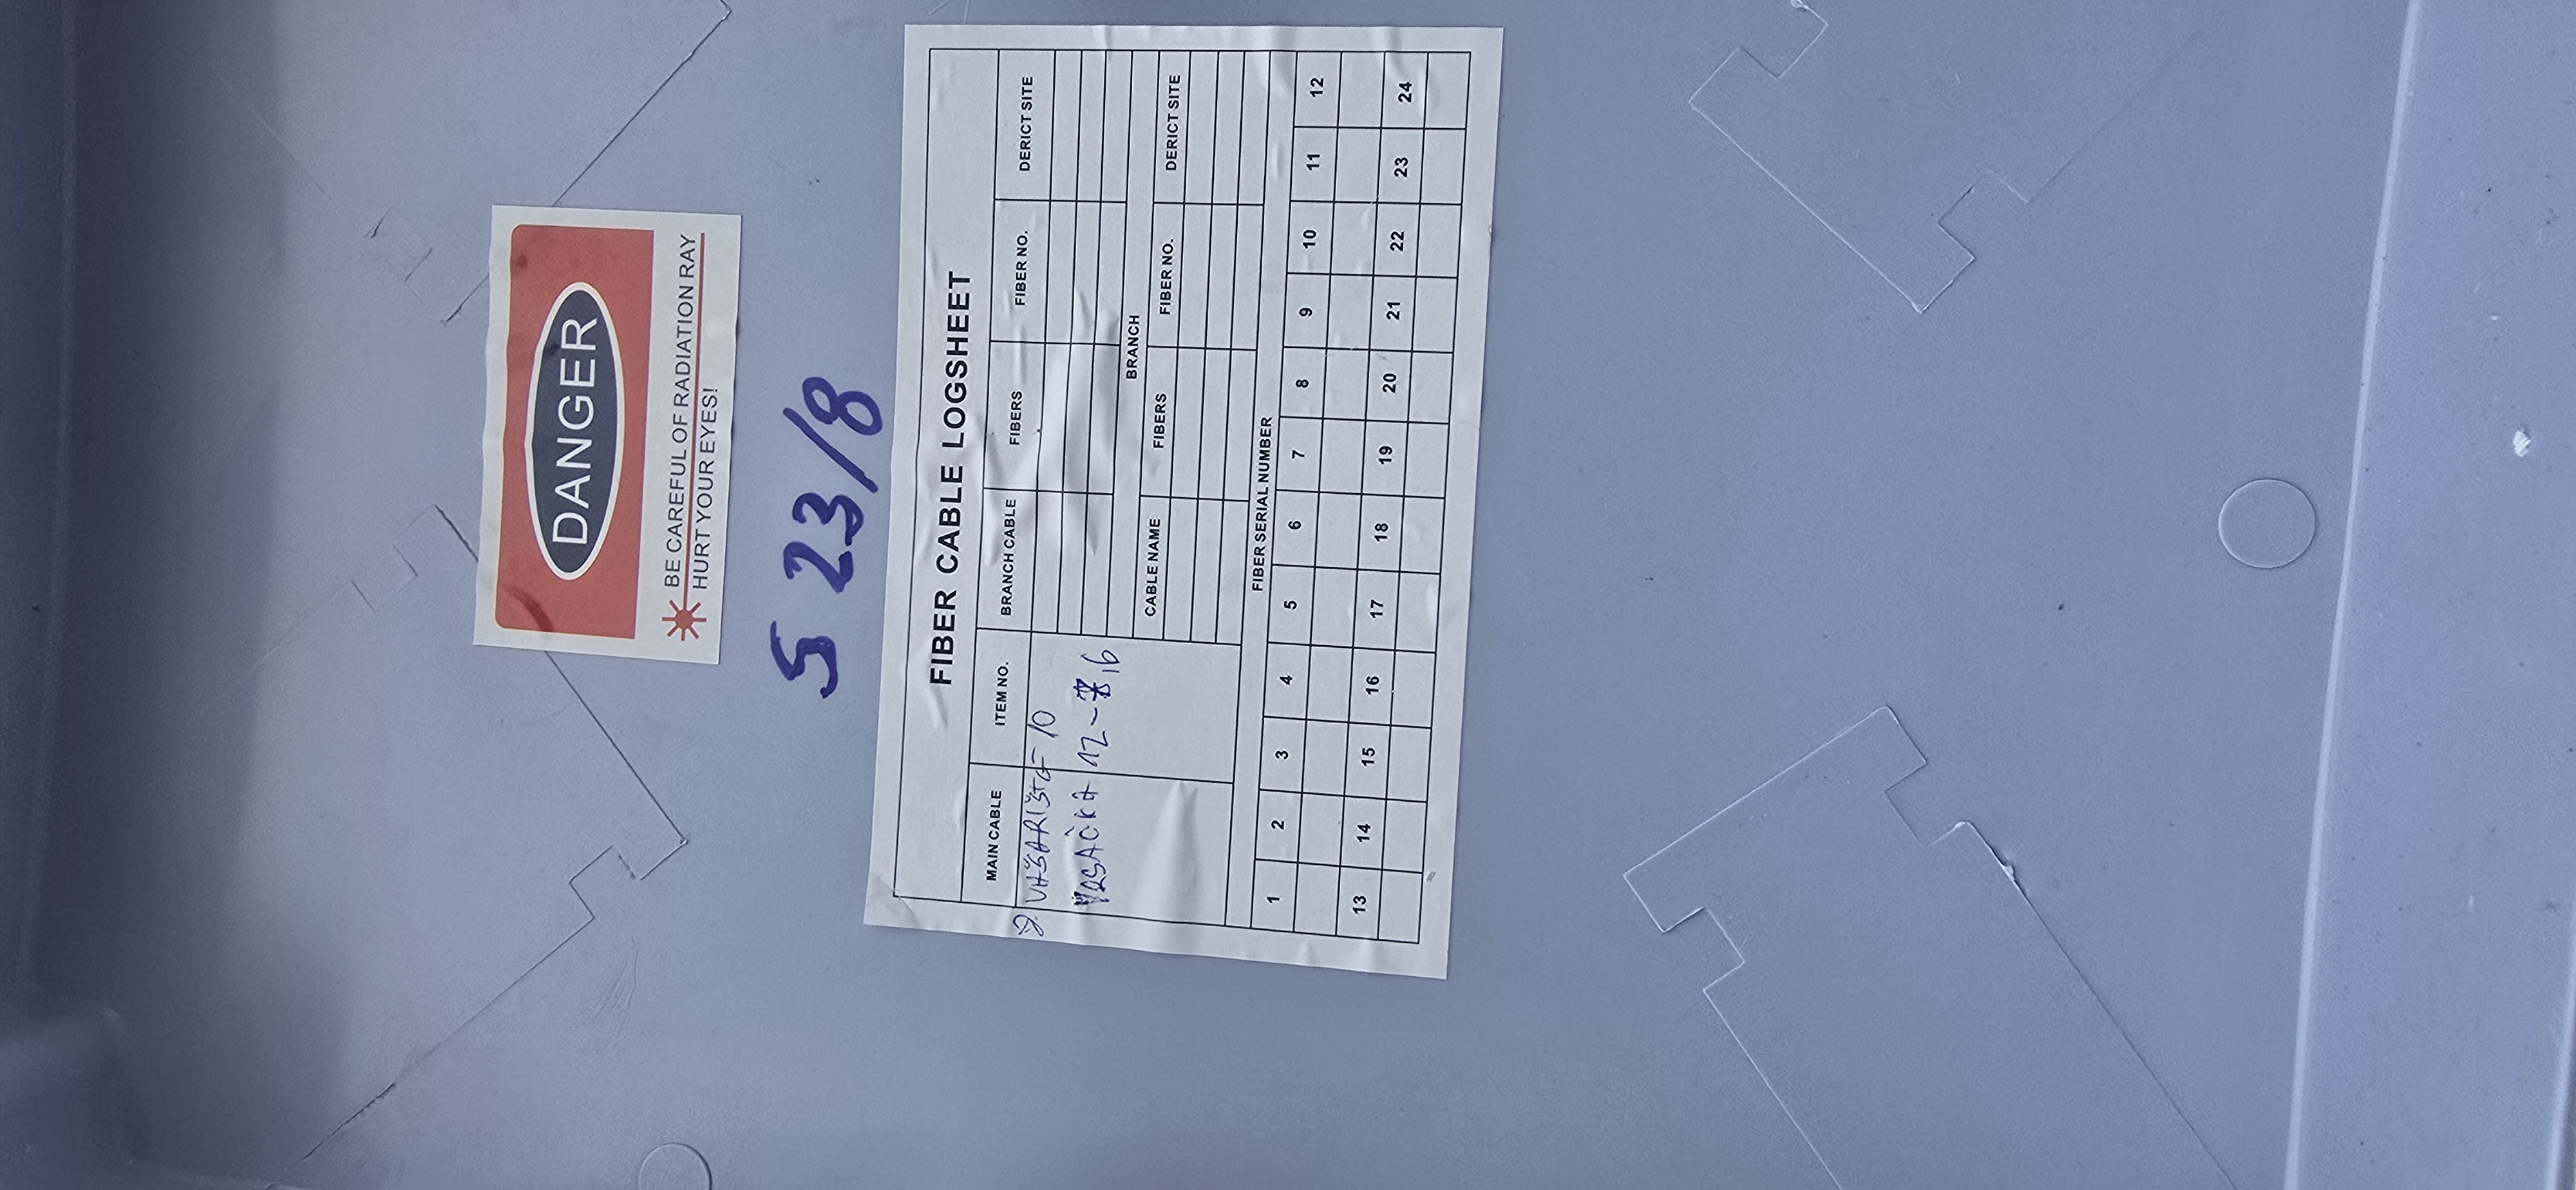 DANGER
BE CAREFUL OF RADIATION RAY
HURT YOUR EYES!
S 23/8
FIBER CABLE LOGSHEET
MAIN CABLE ITEM NO. BRANCH CABLE FIBERS FIBER NO. DERICT SITE
10
12-16
BRANCH
CABLE NAME FIBERS FIBER NO. DERICT SITE
FIBER SERIAL NUMBER
1 2 3 4 5 6 7 8 9 10 11 12
13 14 15 16 17 18 19 20 21 22 23 24